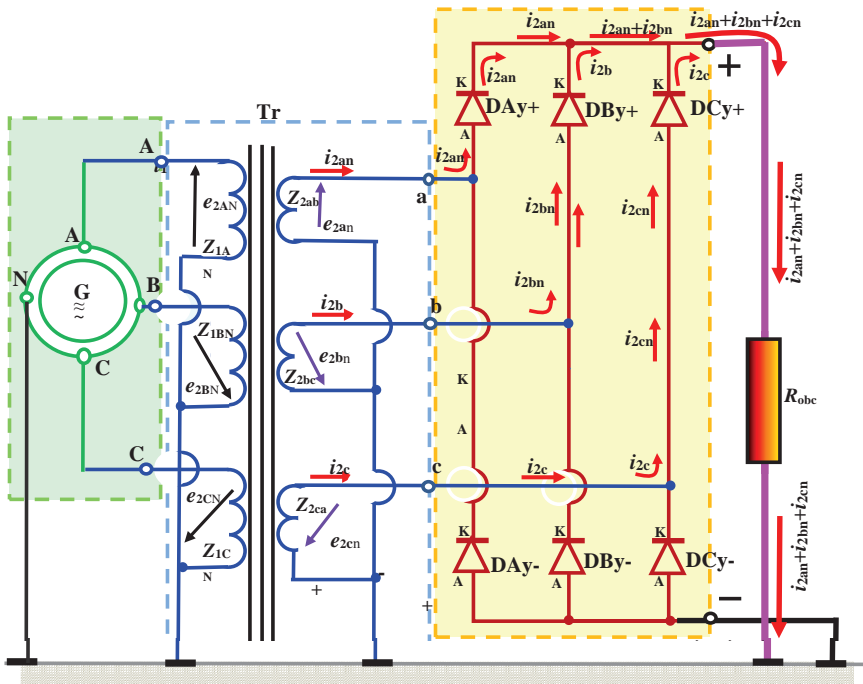 i2an
i2an+i2bn
i2an+i2bn+i2cn
K
i2an
K
i2b
K
i2c
+
Tr
DAy+
DBy+
DCy+
A
A
A
A
i2an
i2an
a
Z2ab
e2an
e2AN
Z1A
N
i2bn
i2cn
i2an+i2bn+i2cn
A
N
G
≈
~
B
C
i2b
b
i2bn
Z1BN
e2BN
e2bn
Z2bc
i2cn
K
A
Robc
C
i2c
c
i2c
i2c
e2CN
Z2ca
e2cn
Z1C
N
+
-
+
K
K
K
DAy-
DBy-
DCy-
A
A
A
−
i2an+i2bn+i2cn